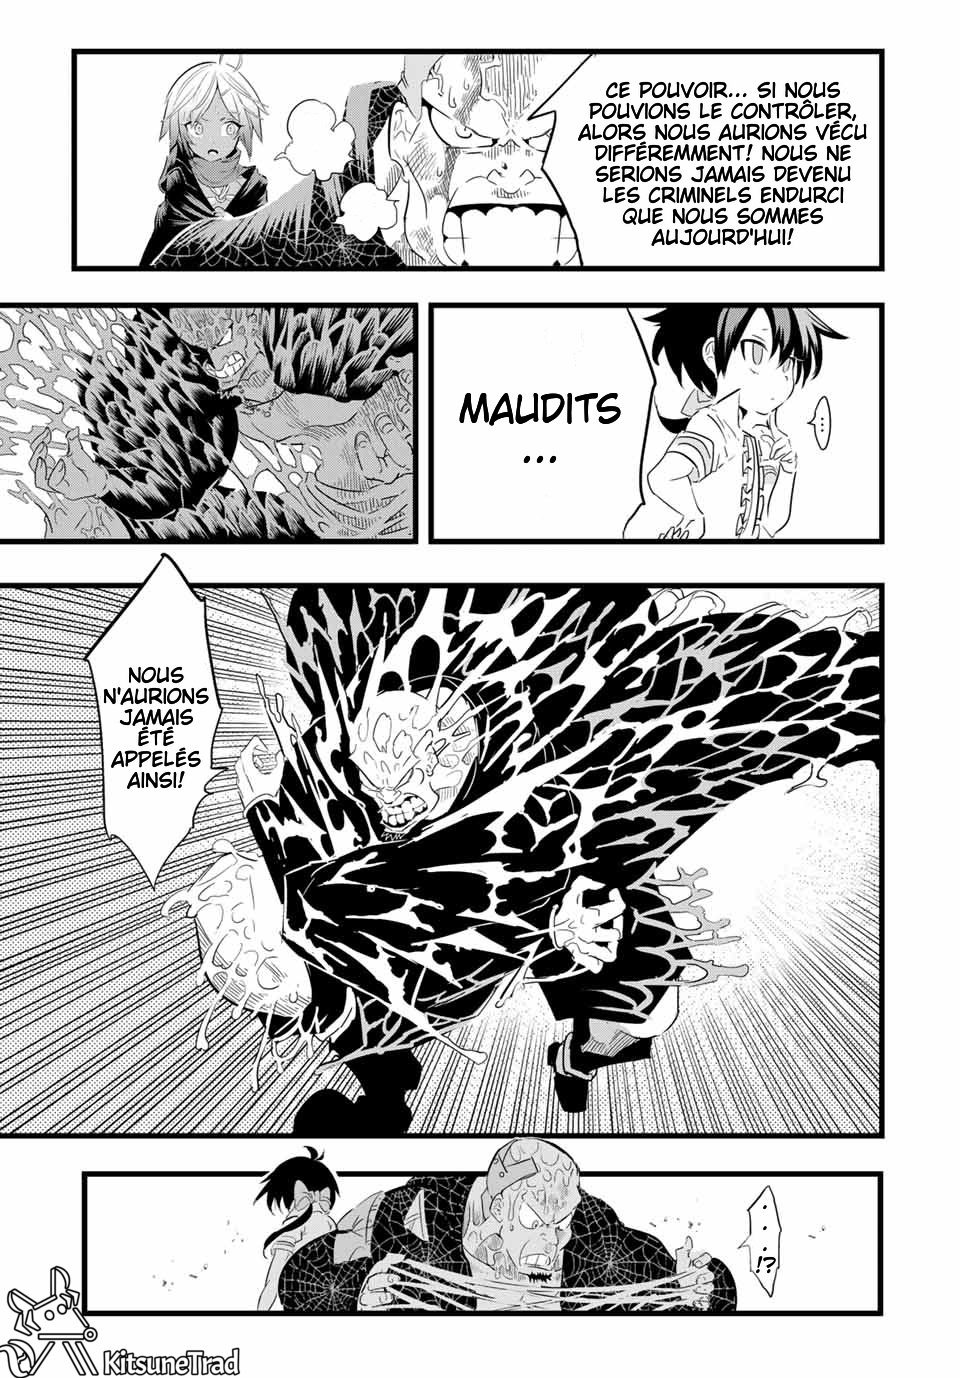 CE POUVOIR... SI NOUS
POUVIONS LE CONTRÔLER,
ALORS NOUS AURIONS VÉCU
DIFFÉREMMENT! NOUS NE
SERIONS JAMAIS DEVENU
LES CRIMINELS ENDURCI
QUE NOUS SOMMES
AUJOURD'HUI!
...
MAUDITS
...
NOUS
N'AURIONS
JAMAIS
ÉTÉ
APPELÉS
AINSI!
...!?
KitsuneTrad